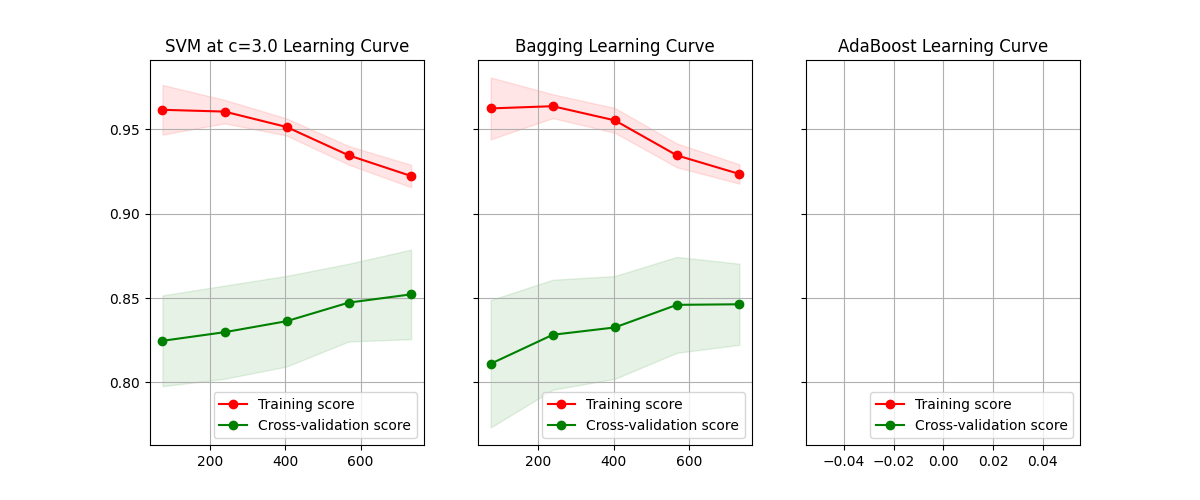 SVM at c=3.0 Learning Curve
Bagging Learning Curve
AdaBoost Learning Curve
0.95
0.90
0.85
0.80
Training score
Cross-validation score
Training score
Cross-validation score
Training score
Cross-validation score
200 400 600
200 400 600
−0.04 −0.02 0.00 0.02 0.04